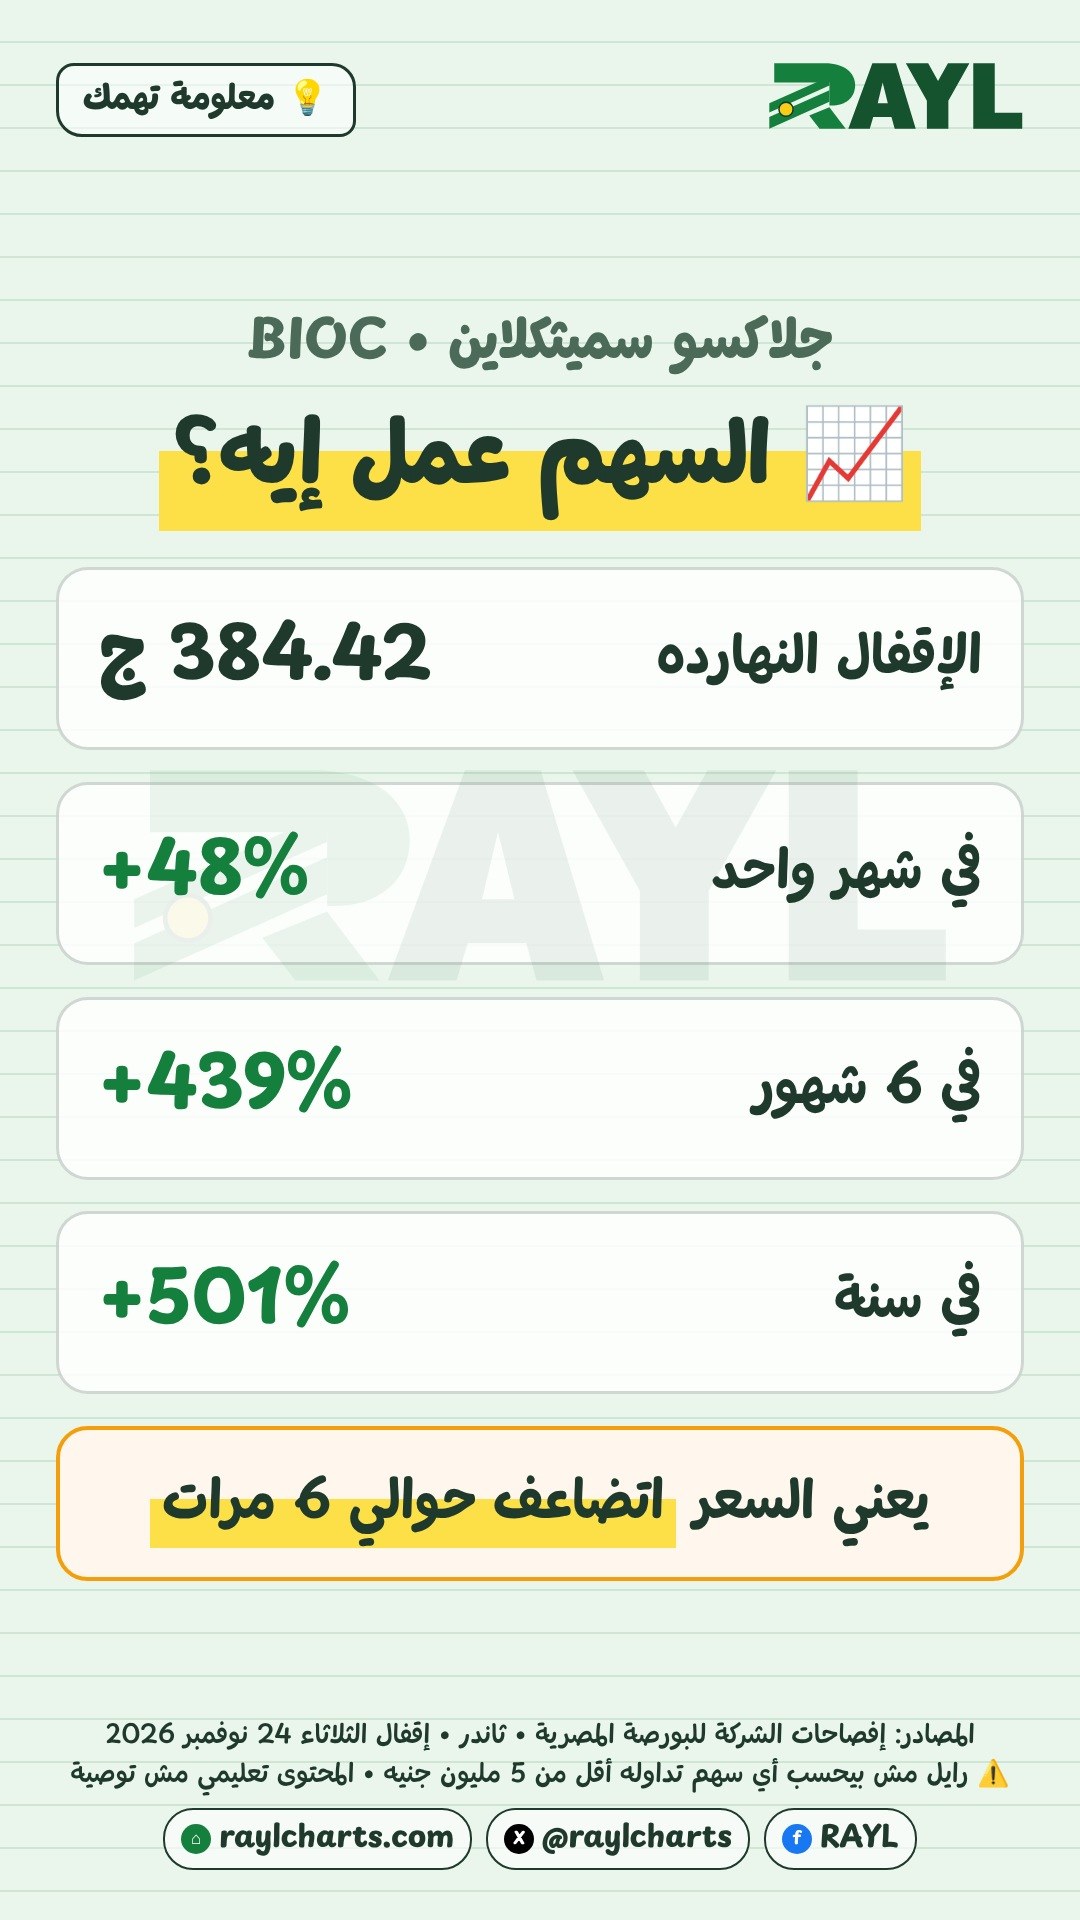 RAYL
💡 معلومة تهمك
جلاكسو سميثكلاين • BIOC
📈 السهم عمل إيه؟
الإقفال النهارده
384.42 ج
في شهر واحد
+48%
في 6 شهور
+439%
في سنة
+501%
يعني السعر اتضاعف حوالي 6 مرات
المصادر: إفصاحات الشركة للبورصة المصرية • ثاندر • إقفال الثلاثاء 24 نوفمبر 2026
⚠️ رايل مش بيحسب أي سهم تداوله أقل من 5 مليون جنيه • المحتوى تعليمي مش توصية
RAYL
@raylcharts
raylcharts.com